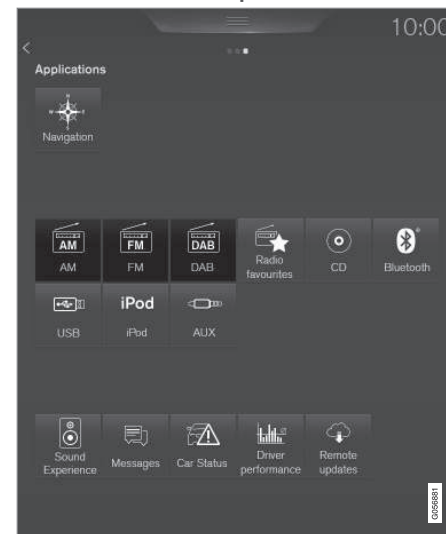 10:00
Applications
Navigation
AM FM DAB
AM FM DAB Radio favourites CD Bluetooth
iPod
USB iPod AUX
Sound Experience Messages Car Status Driver performance Remote updates
G056881